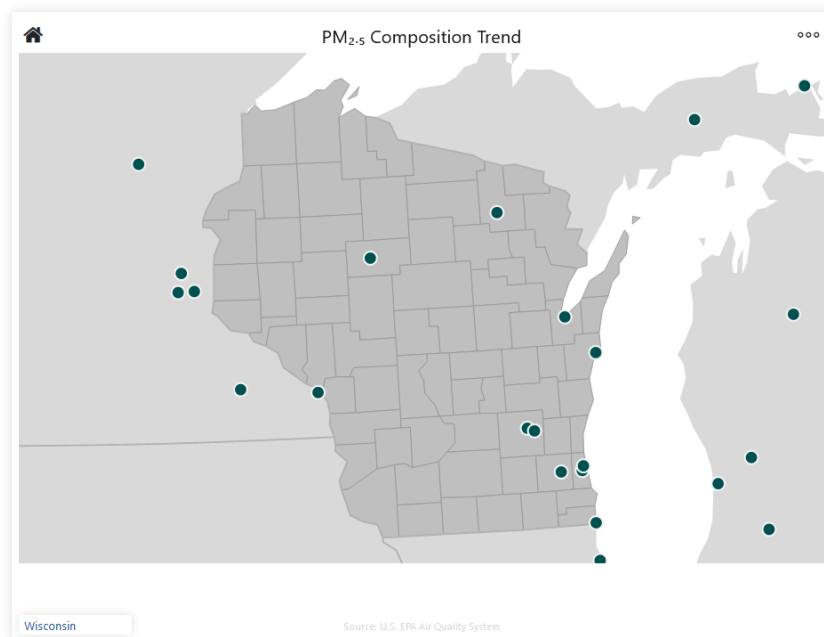 PM₂.₅ Composition Trend
Wisconsin
Source: U.S. EPA Air Quality System